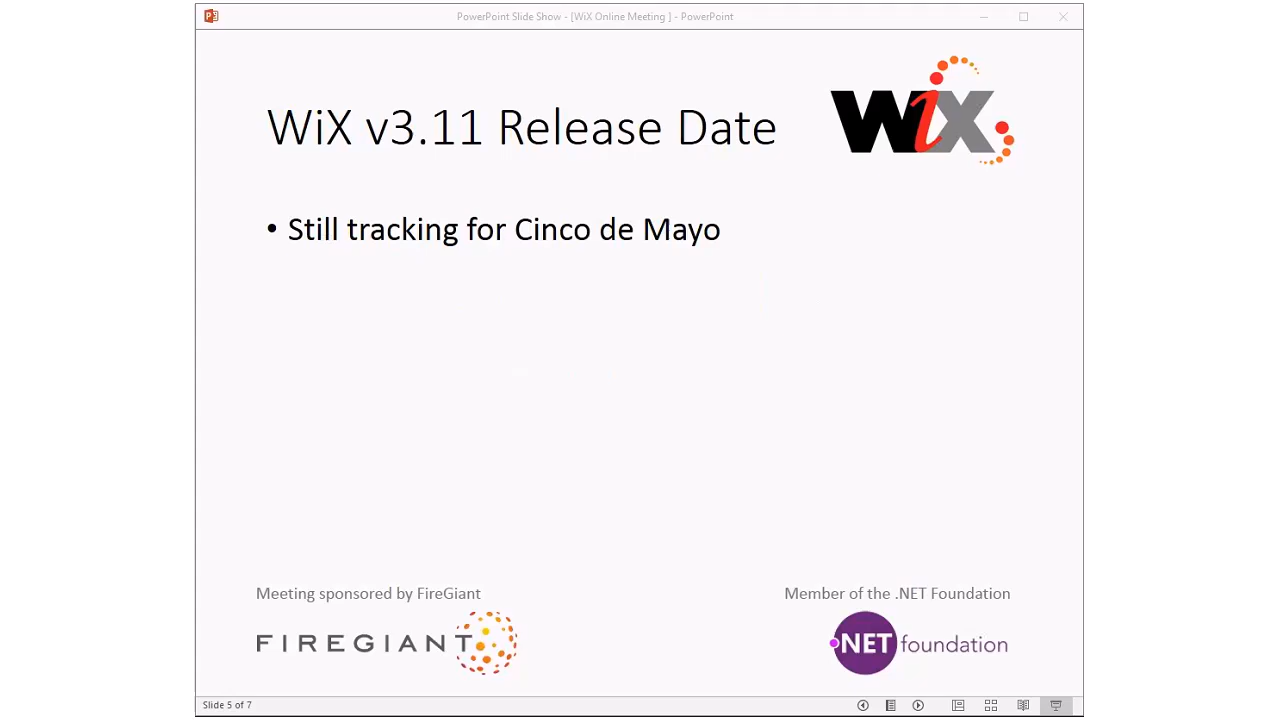 PowerPoint Slide Show - [WiX Online Meeting ] - PowerPoint
WiX v3.11 Release Date
WiX
• Still tracking for Cinco de Mayo
Meeting sponsored by FireGiant
Member of the .NET Foundation
FIREGIANT
.NET foundation
Slide 5 of 7